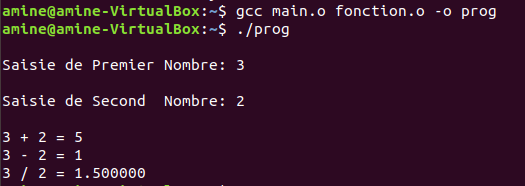 amine@amine-VirtualBox:~$ gcc main.o fonction.o -o prog
amine@amine-VirtualBox:~$ ./prog
Saisie de Premier Nombre: 3
Saisie de Second  Nombre: 2
3 + 2 = 5
3 - 2 = 1
3 / 2 = 1.500000